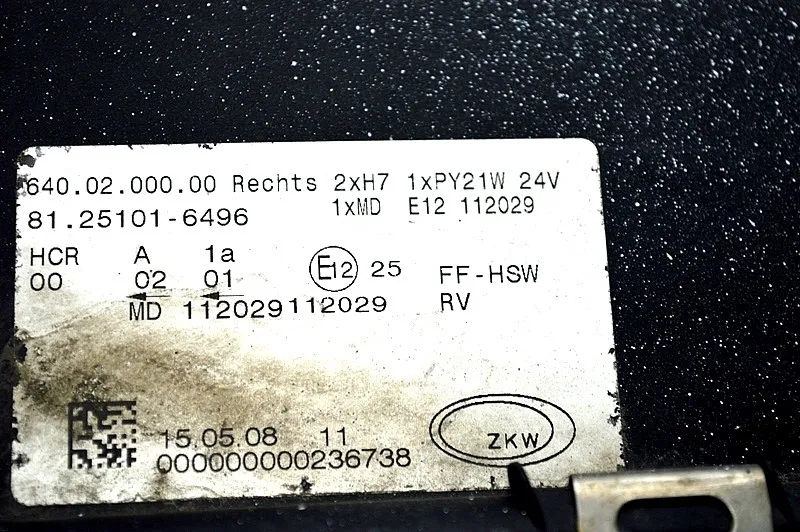 640.02.000.00 Rechts 2xH7 1xPY21W 24V
81.25101-6496 1xMD E12 112029
HCR A 1a E12 25 FF-HSW
00 02 01
MD 112029112029 RV
15.05.08 11
000000000236738
ZKW